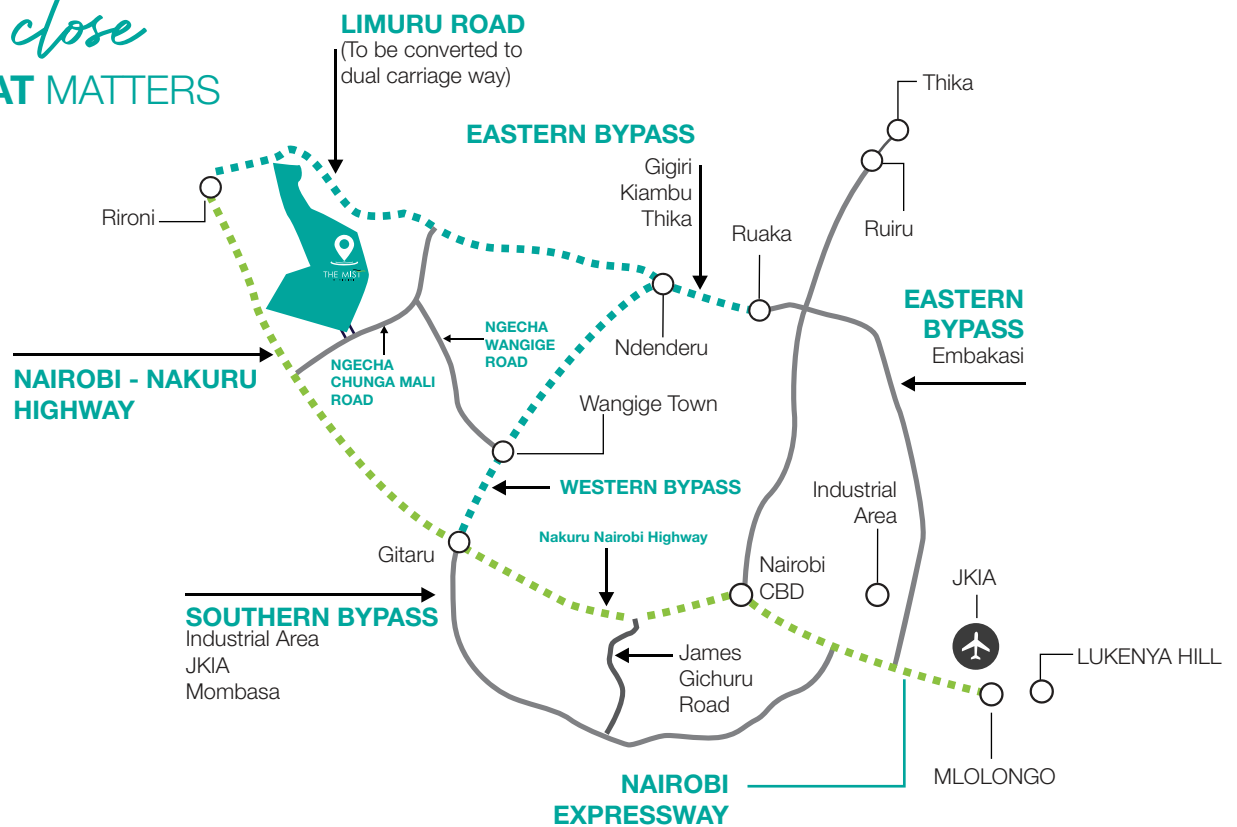 close
AT MATTERS
LIMURU ROAD
(To be converted to
dual carriage way)
EASTERN BYPASS
Gigiri
Kiambu
Thika
Thika
Ruiru
Ruaka
Rironi
THE MIST
NGECHA
WANGIGE
ROAD
Ndenderu
EASTERN
BYPASS
Embakasi
NAIROBI - NAKURU
HIGHWAY
NGECHA
CHUNGA MALI
ROAD
Wangige Town
WESTERN BYPASS
Industrial
Area
Nakuru Nairobi Highway
Gitaru
Nairobi
CBD
JKIA
SOUTHERN BYPASS
Industrial Area
JKIA
Mombasa
James
Gichuru
Road
LUKENYA HILL
MLOLONGO
NAIROBI
EXPRESSWAY